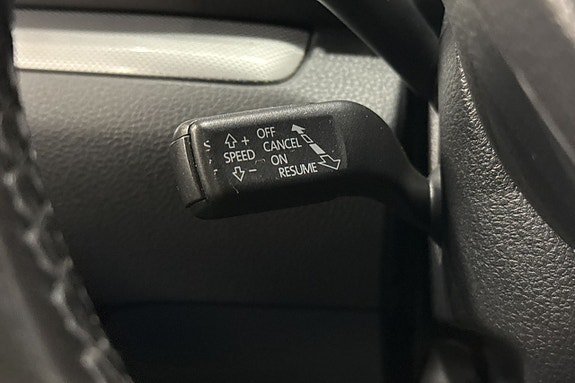 OFF
CANCEL
ON
RESUME
+
SPEED
-